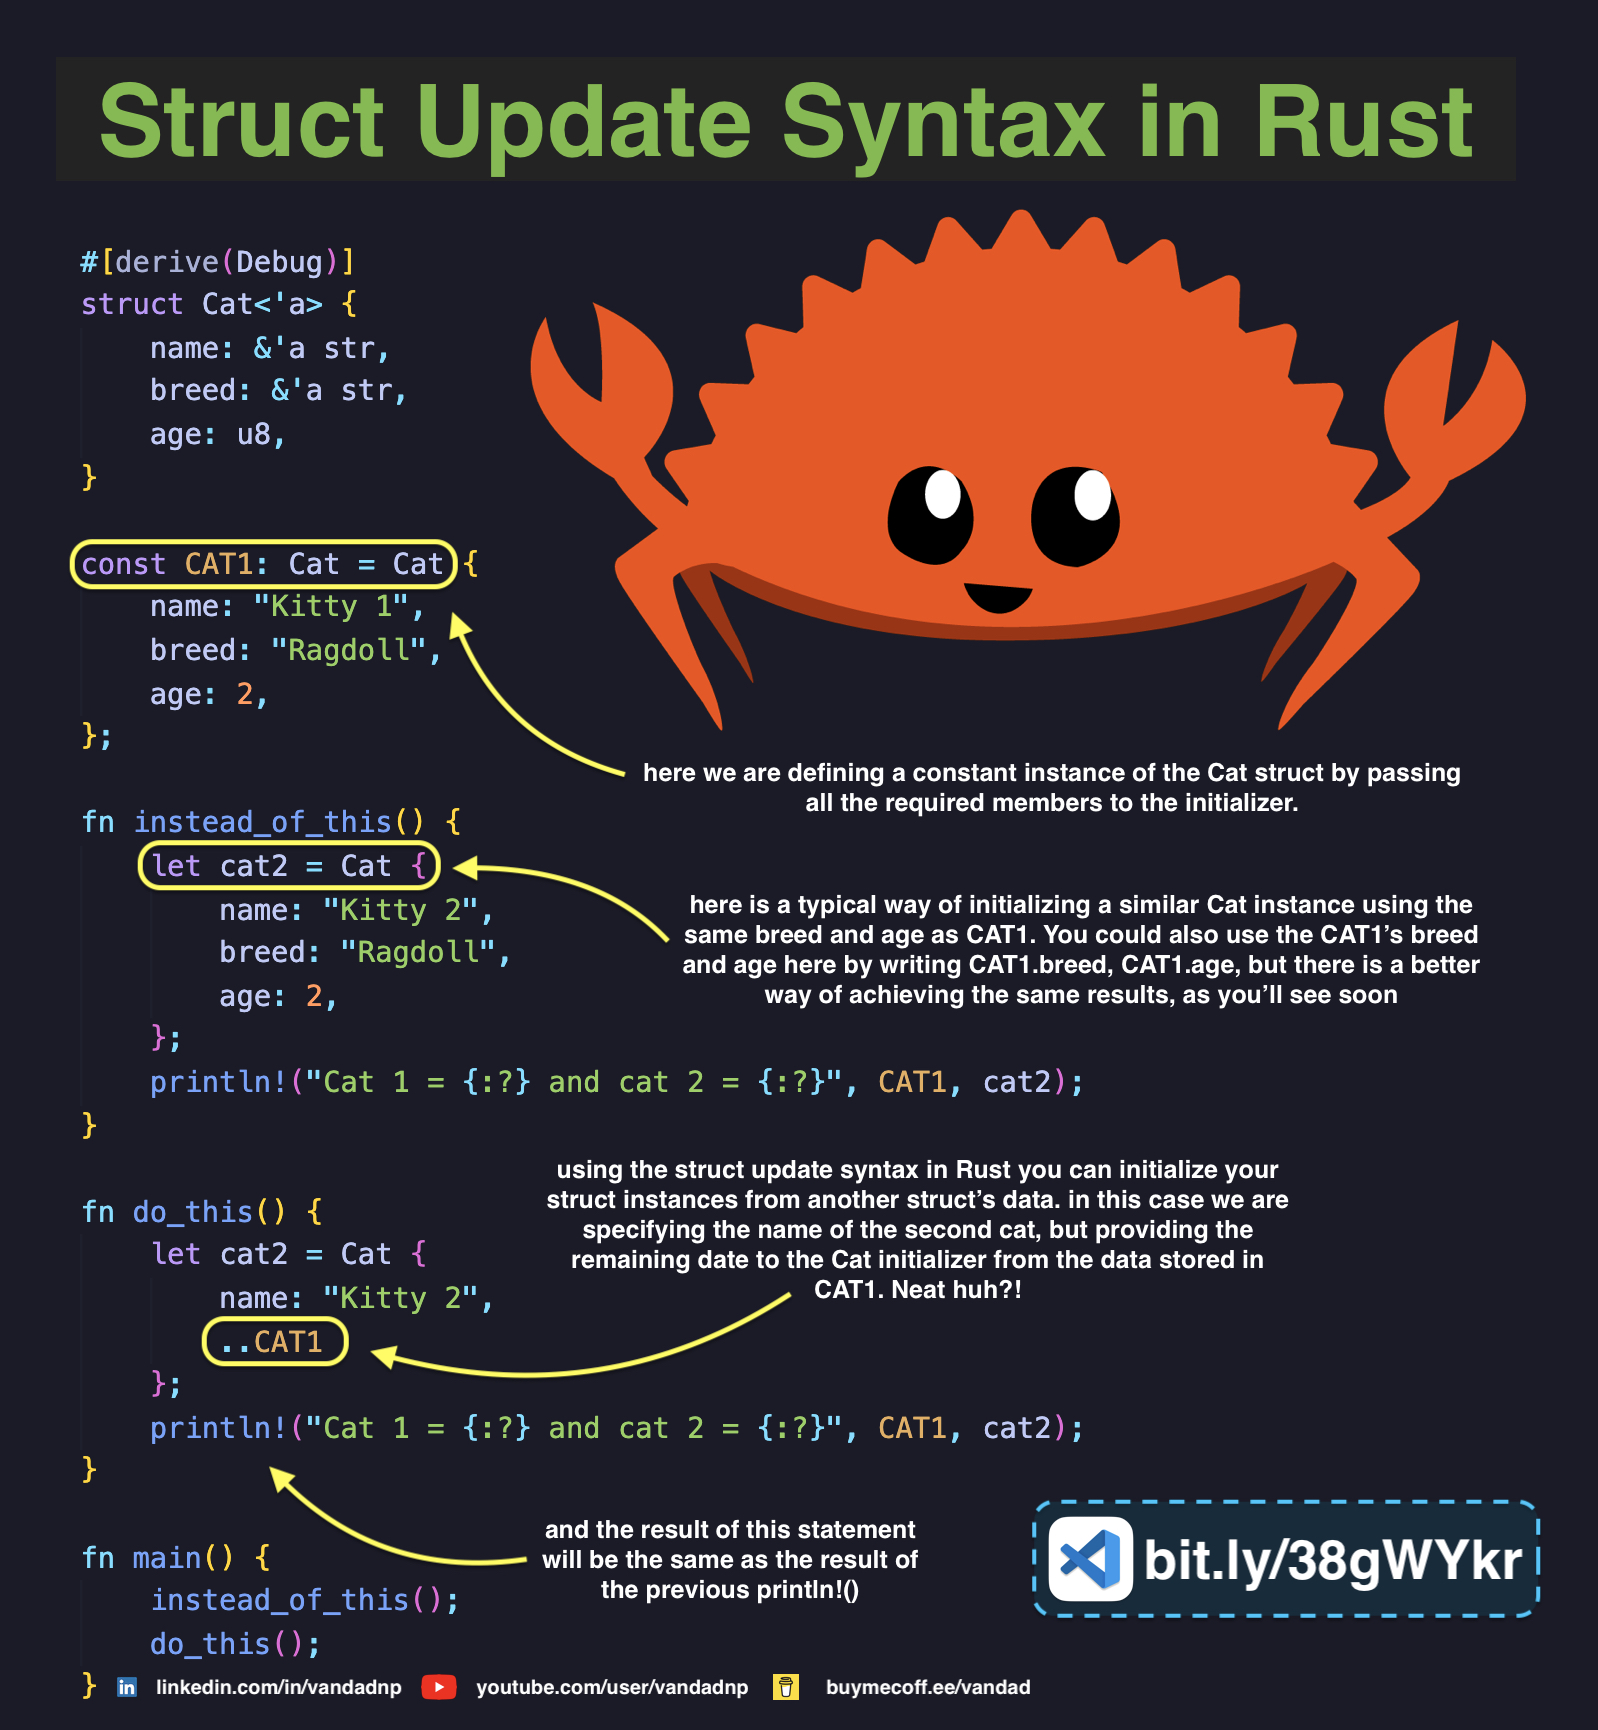 Struct Update Syntax in Rust
#[derive(Debug)]
struct Cat<'a> {
    name: &'a str,
    breed: &'a str,
    age: u8,
}
const CAT1: Cat = Cat {
    name: "Kitty 1",
    breed: "Ragdoll",
    age: 2,
};
here we are defining a constant instance of the Cat struct by passing
all the required members to the initializer.
fn instead_of_this() {
    let cat2 = Cat {
        name: "Kitty 2",
        breed: "Ragdoll",
        age: 2,
    };
    println!("Cat 1 = {:?} and cat 2 = {:?}", CAT1, cat2);
}
here is a typical way of initializing a similar Cat instance using the
same breed and age as CAT1. You could also use the CAT1's breed
and age here by writing CAT1.breed, CAT1.age, but there is a better
way of achieving the same results, as you'll see soon
fn do_this() {
    let cat2 = Cat {
        name: "Kitty 2",
        ..CAT1
    };
    println!("Cat 1 = {:?} and cat 2 = {:?}", CAT1, cat2);
}
using the struct update syntax in Rust you can initialize your
struct instances from another struct's data. in this case we are
specifying the name of the second cat, but providing the
remaining date to the Cat initializer from the data stored in
CAT1. Neat huh?!
and the result of this statement
will be the same as the result of
the previous println!()
fn main() {
    instead_of_this();
    do_this();
}
bit.ly/38gWYkr
in linkedin.com/in/vandadnp youtube.com/user/vandadnp buymecoff.ee/vandad